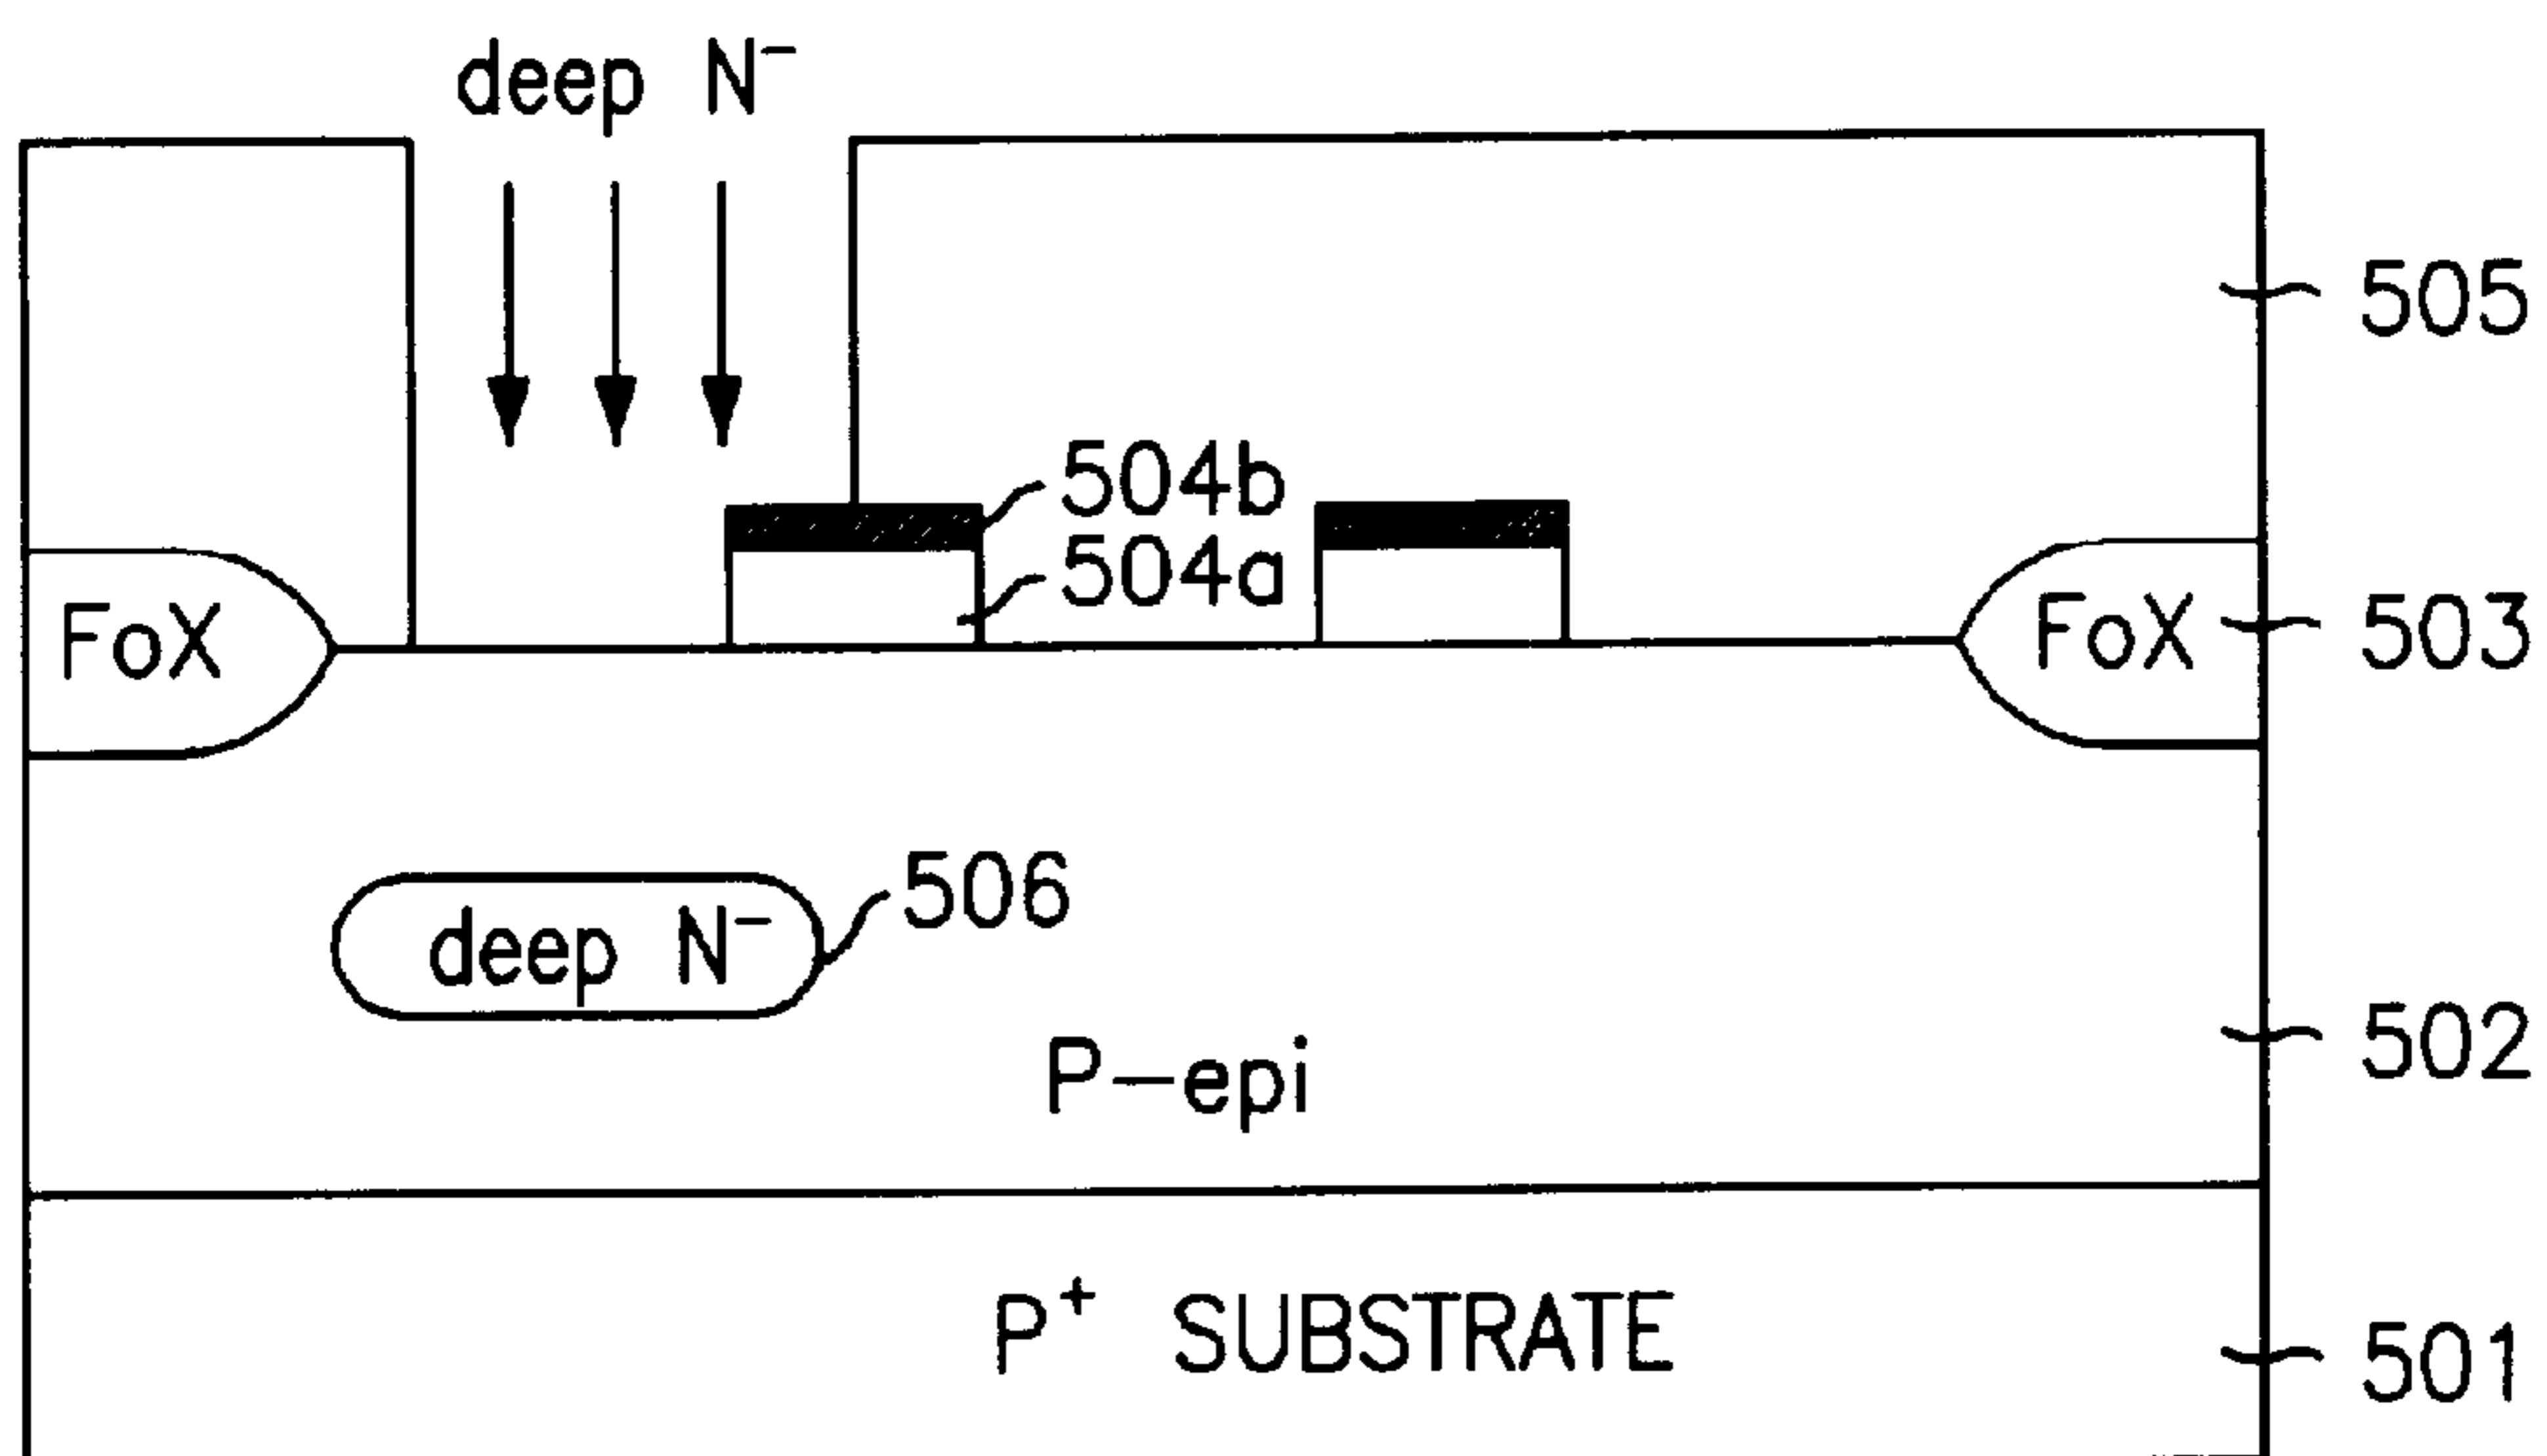 deep N⁻
505
504b
504a
FoX
FoX
503
506
deep N⁻
502
P-epi
P⁺ SUBSTRATE
501